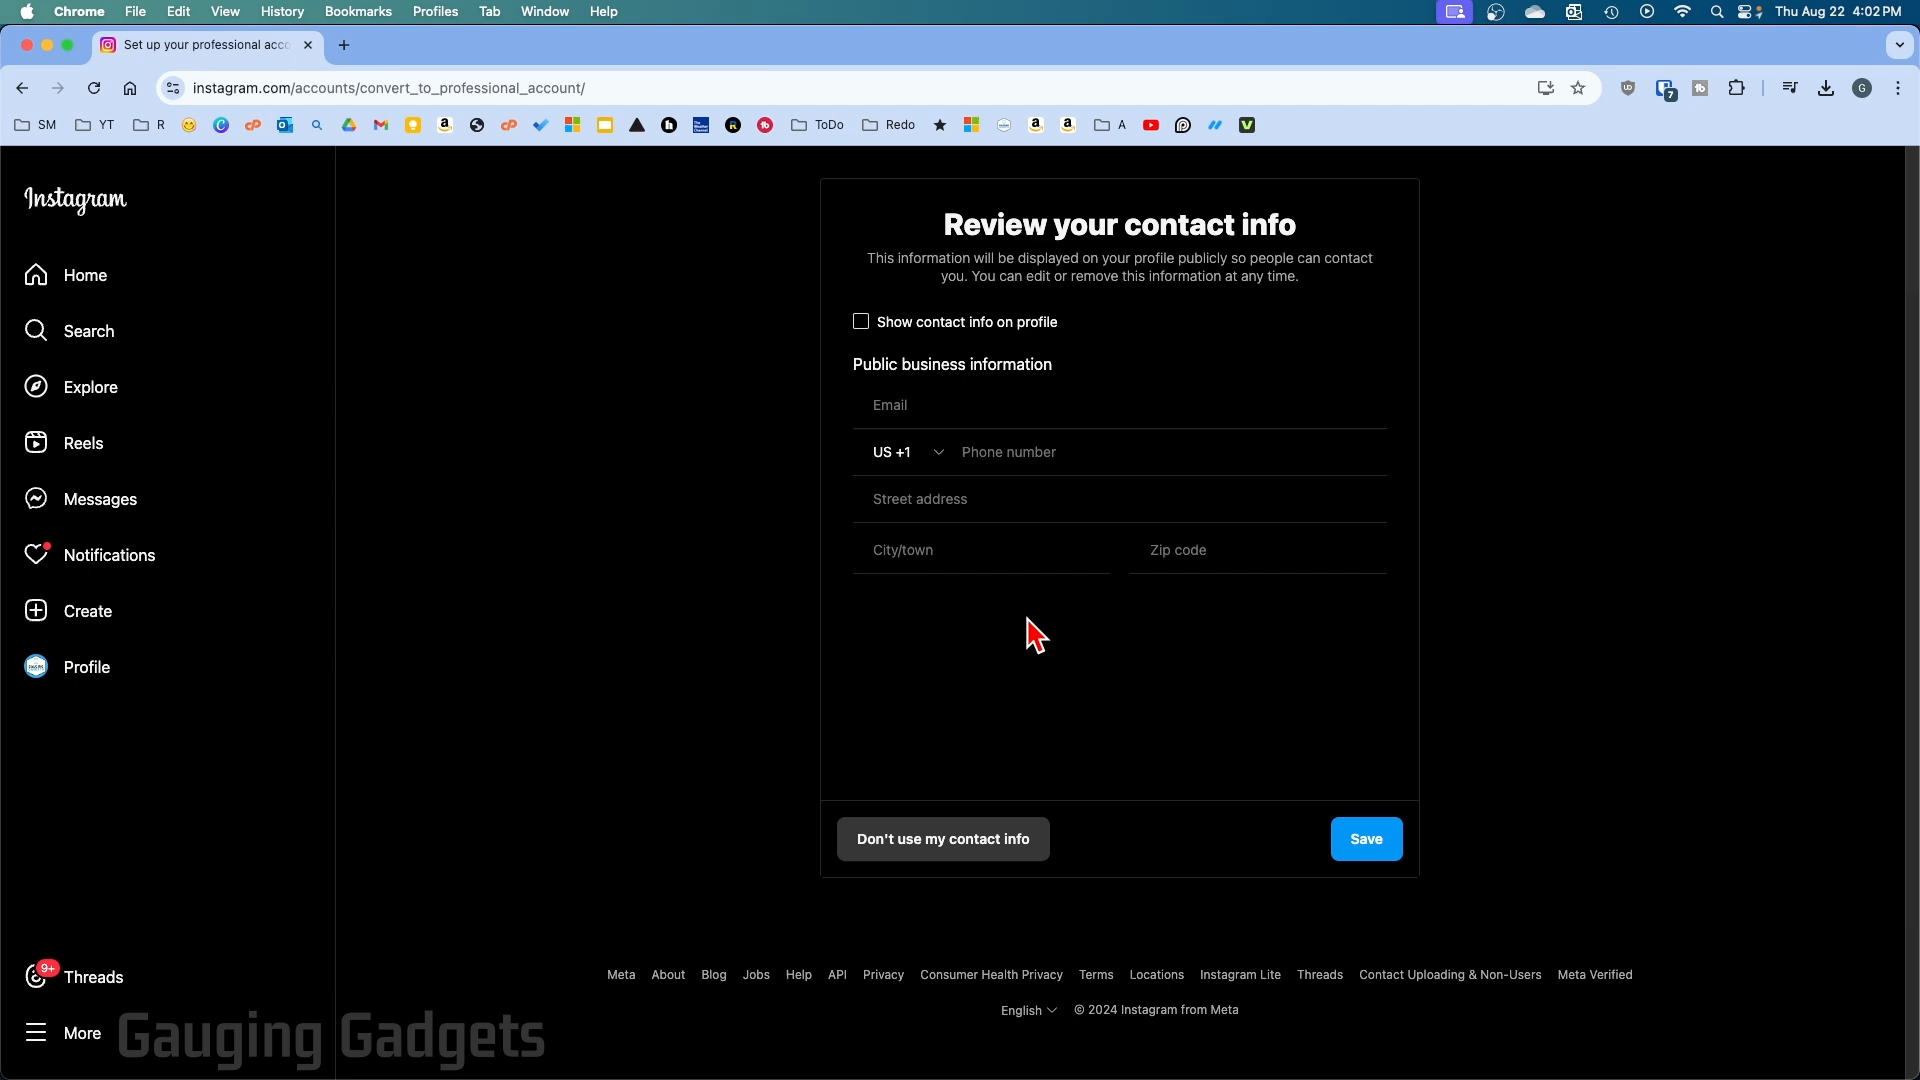 Chrome File Edit View History Bookmarks Profiles Tab Window Help Thu Aug 22 4:02 PM
Set up your professional acco
instagram.com/accounts/convert_to_professional_account/
SM YT R ToDo Redo A
Instagram
Review your contact info
This information will be displayed on your profile publicly so people can contact
you. You can edit or remove this information at any time.
Home
Search
Show contact info on profile
Public business information
Explore
Email
Reels
US +1 Phone number
Messages
Street address
City/town Zip code
Notifications
Create
Profile
Don't use my contact info Save
9+ Threads
Meta About Blog Jobs Help API Privacy Consumer Health Privacy Terms Locations Instagram Lite Threads Contact Uploading & Non-Users Meta Verified
English © 2024 Instagram from Meta
More
Gauging Gadgets